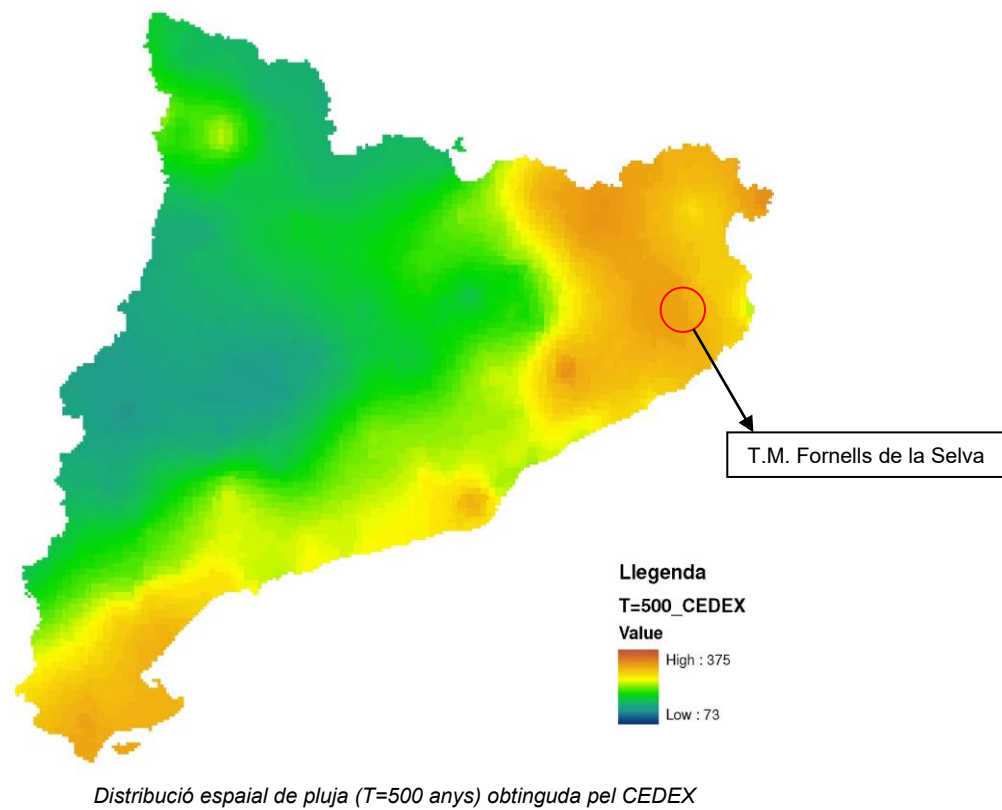 T.M. Fornells de la Selva
Llegenda
T=500_CEDEX
Value
High : 375
Low : 73
Distribució espaial de pluja (T=500 anys) obtinguda pel CEDEX